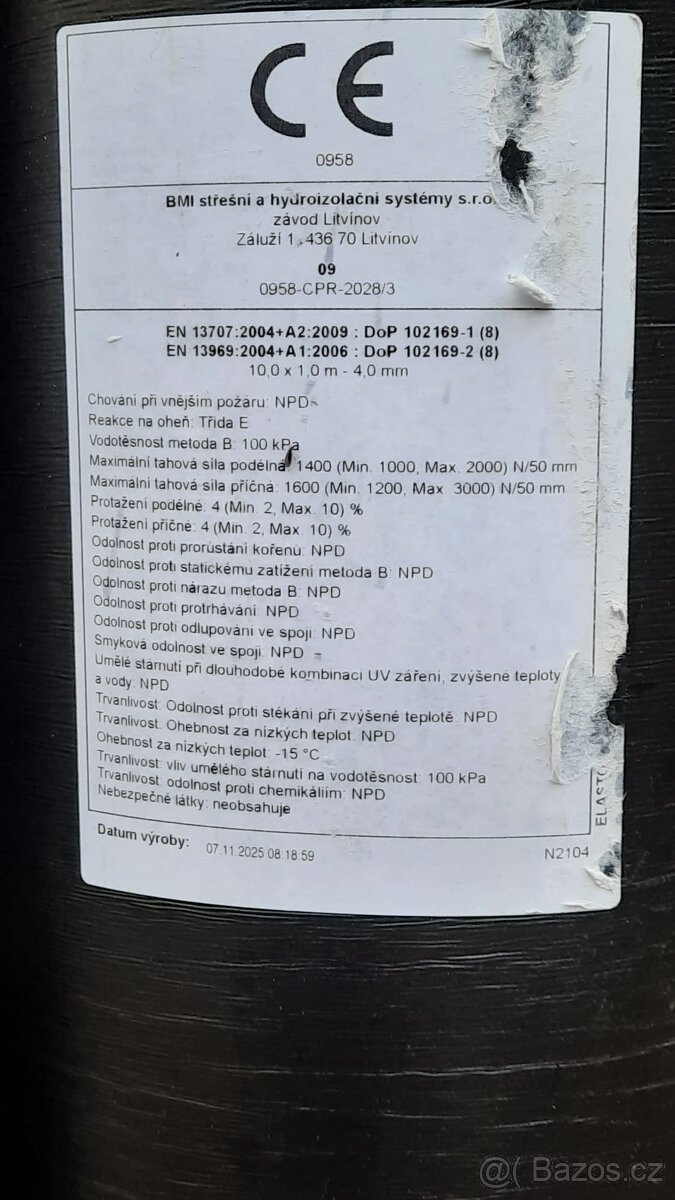 CE
0958
BMI střešní a hydroizolační systémy s.r.o.
závod Litvínov
Záluží 1, 436 70 Litvínov
09
0958-CPR-2028/3
EN 13707:2004+A2:2009 : DoP 102169-1 (8)
EN 13969:2004+A1:2006 : DoP 102169-2 (8)
10,0 x 1,0 m - 4,0 mm
Chování při vnějším požáru: NPD
Reakce na oheň: Třída E
Vodotěsnost metoda B: 100 kPa
Maximální tahová síla podélná: 1400 (Min. 1000, Max. 2000) N/50 mm
Maximální tahová síla příčná: 1600 (Min. 1200, Max. 3000) N/50 mm
Protažení podélné: 4 (Min. 2, Max. 10) %
Protažení příčné: 4 (Min. 2, Max. 10) %
Odolnost proti prorůstání kořenů: NPD
Odolnost proti statickému zatížení metoda B: NPD
Odolnost proti nárazu metoda B: NPD
Odolnost proti protrhávání: NPD
Odolnost proti odlupování ve spoji: NPD
Smyková odolnost ve spoji: NPD
Umělé stárnutí při dlouhodobé kombinaci UV záření, zvýšené teploty
a vody: NPD
Trvanlivost: Odolnost proti stékání při zvýšené teplotě: NPD
Trvanlivost: Ohebnost za nízkých teplot: NPD
Ohebnost za nízkých teplot: -15 °C
Trvanlivost: vliv umělého stárnutí na vodotěsnost: 100 kPa
Trvanlivost: odolnost proti chemikáliím: NPD
Nebezpečné látky: neobsahuje
Datum výroby: 07.11.2025 08:18:59 N2104
@( Bazos.cz